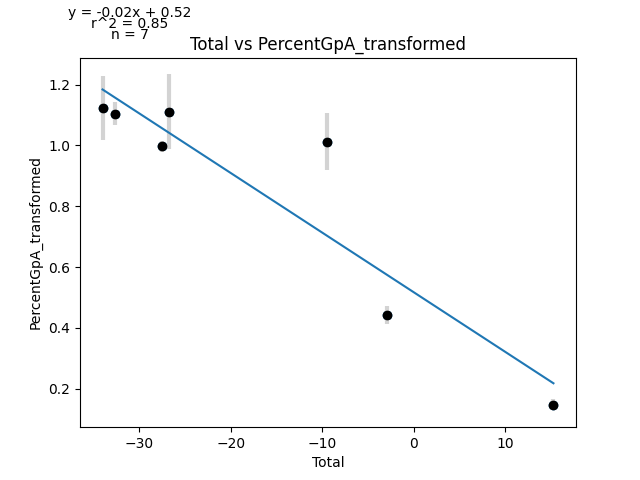 y = -0.02x + 0.52
r^2 = 0.85
n = 7
Total vs PercentGpA_transformed
PercentGpA_transformed
1.2
1.0
0.8
0.6
0.4
0.2
−30
−20
−10
0
10
Total